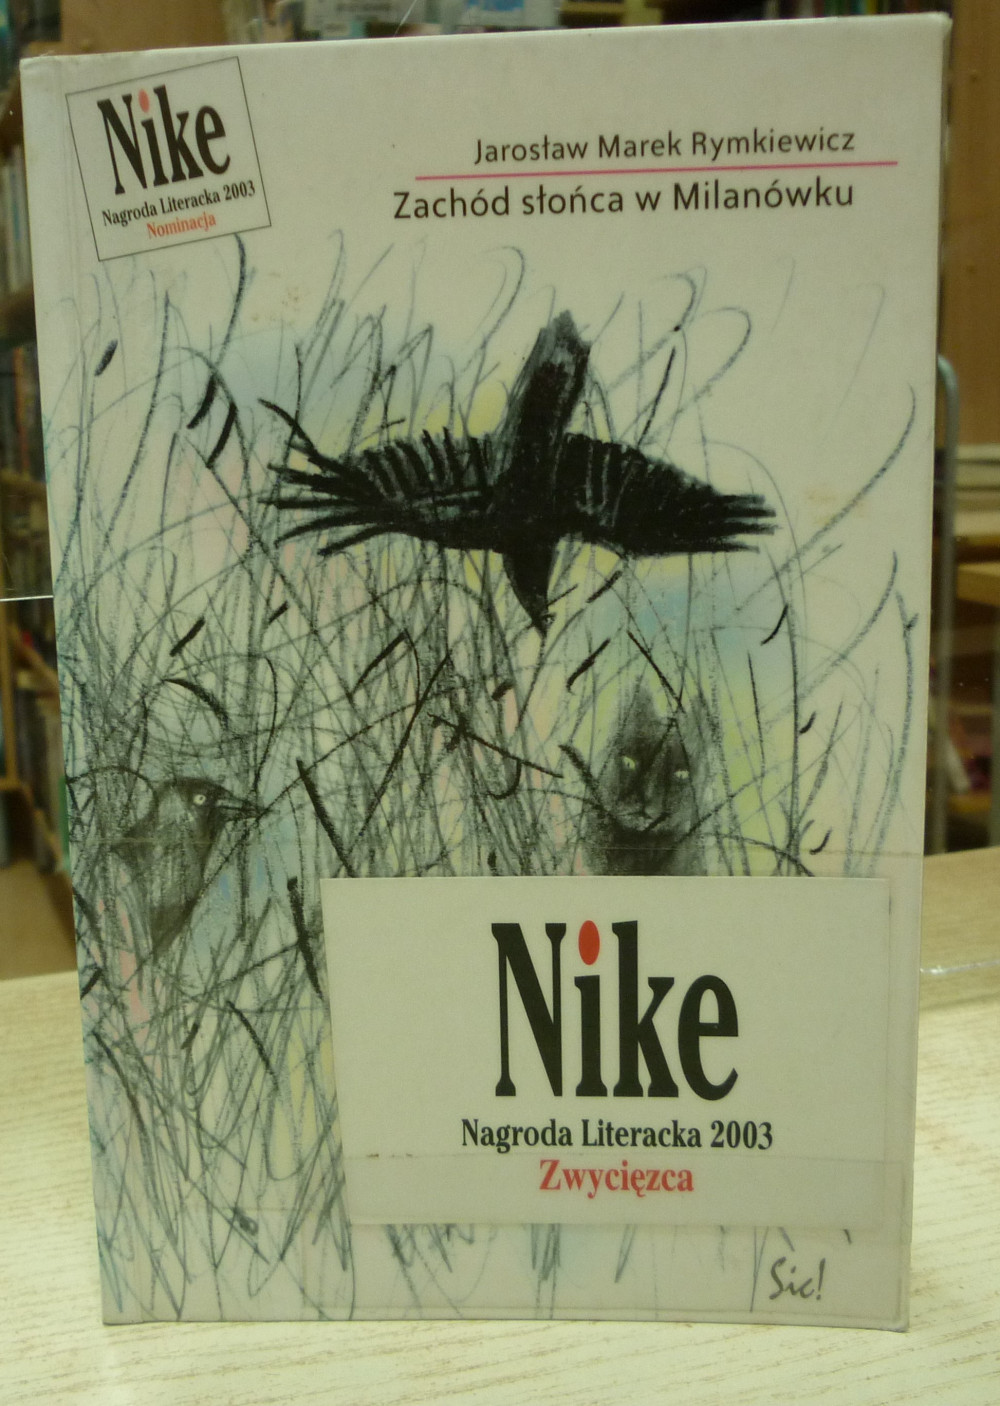 Nike
Nagroda Literacka 2003
Nominacja
Jarosław Marek Rymkiewicz
Zachód słońca w Milanówku
Nike
Nagroda Literacka 2003
Zwycięzca
Sic!